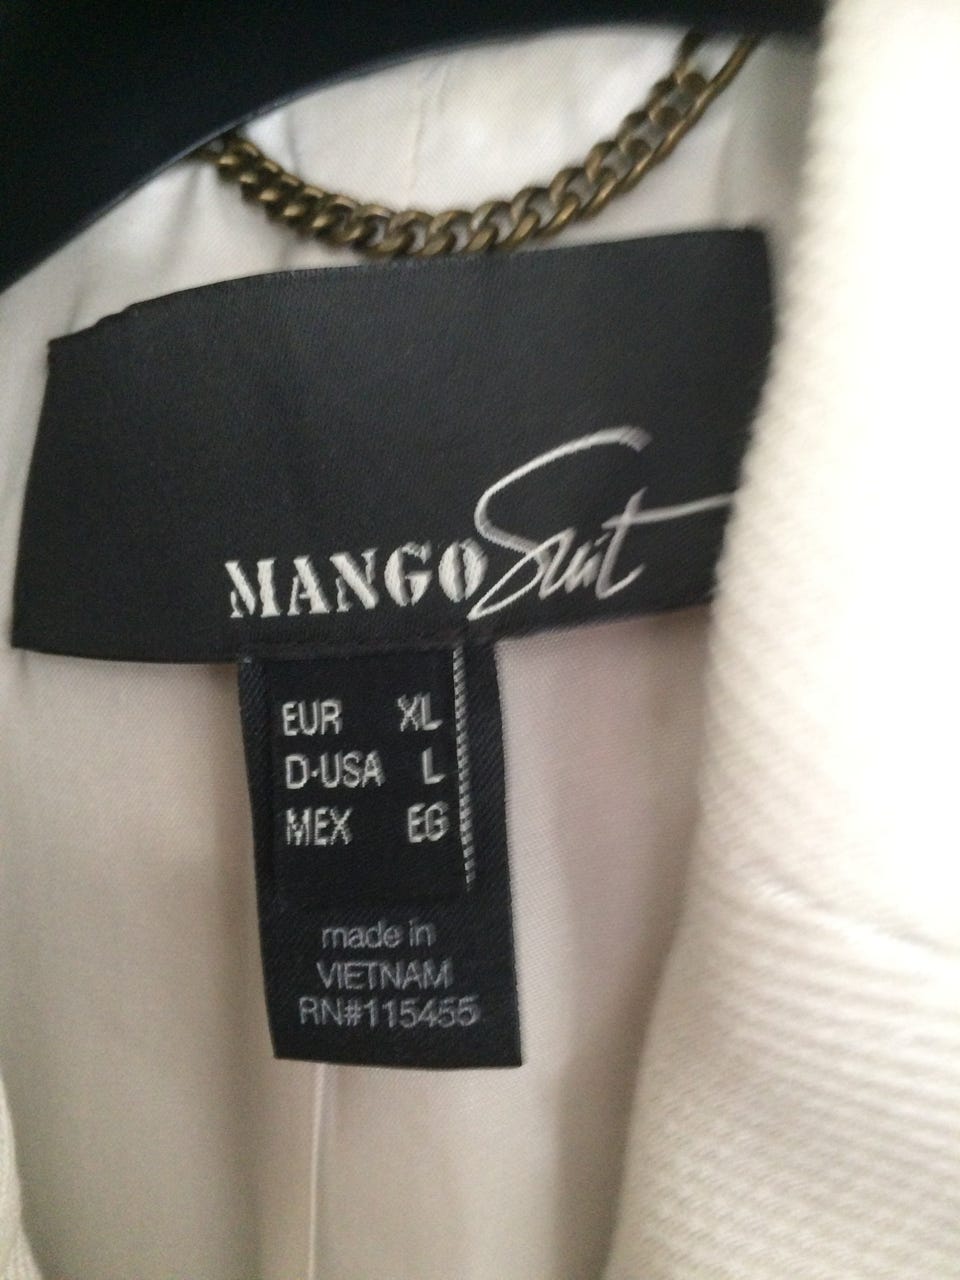 MANGO Suit
EUR XL
D·USA L
MEX EG
made in
VIETNAM
RN#115455